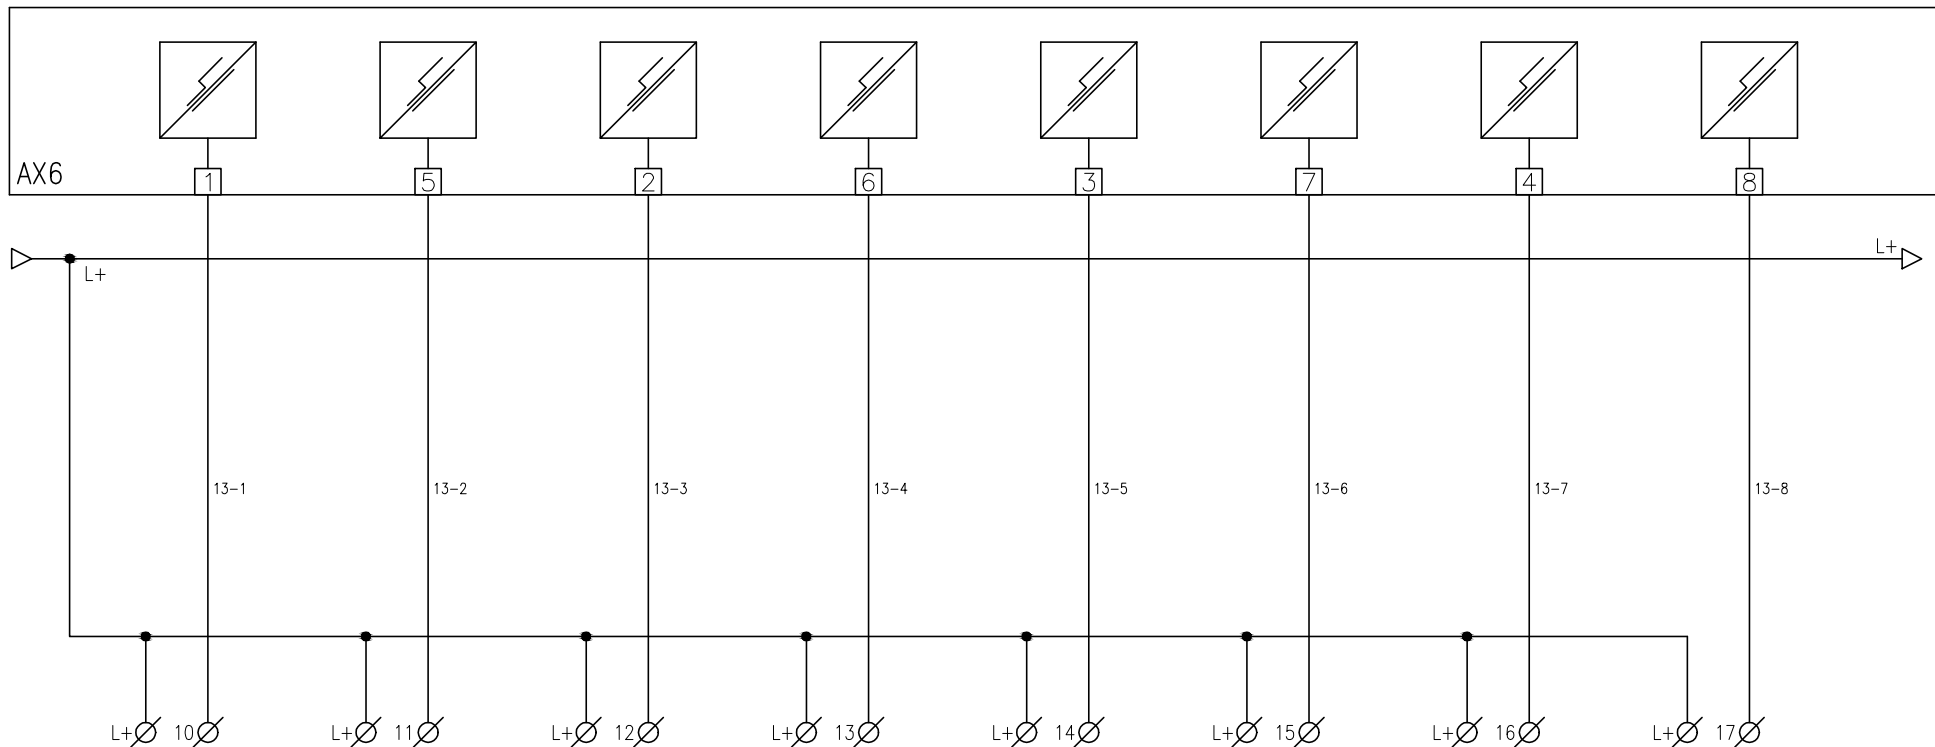 AX6 1 5 2 6 3 7 4 8
L+ L+
13-1 13-2 13-3 13-4 13-5 13-6 13-7 13-8
L+ 10 L+ 11 L+ 12 L+ 13 L+ 14 L+ 15 L+ 16 L+ 17